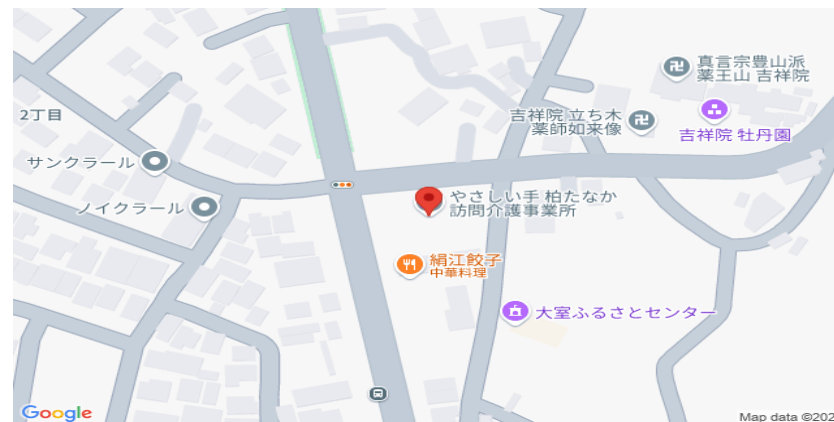 真言宗豊山派
薬王山 吉祥院
吉祥院 立ち木
薬師如来像
吉祥院 牡丹園
2丁目
サンクラール
ノイクラール
やさしい手 柏たなか
訪問介護事業所
絹江餃子
中華料理
大室ふるさとセンター
Google
Map data ©202